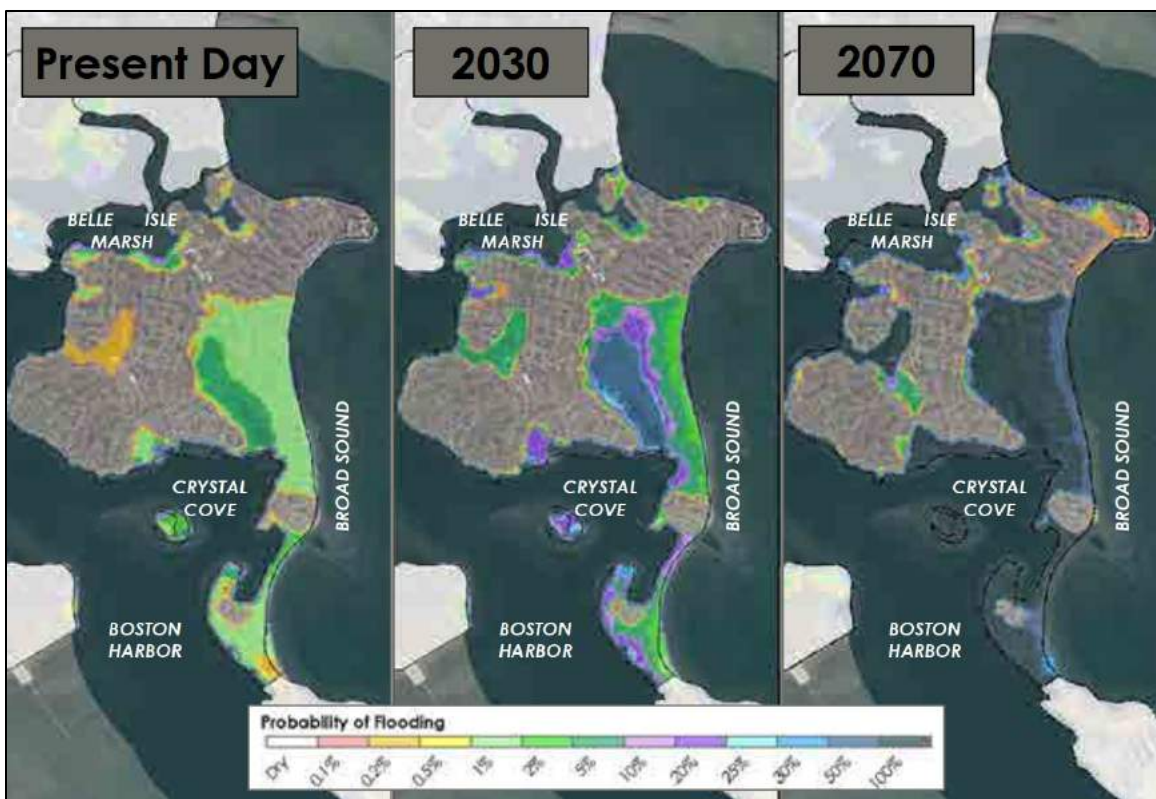 Present Day
2030
2070
BELLE ISLE
MARSH
BELLE ISLE
MARSH
BELLE ISLE
MARSH
BROAD SOUND
BROAD SOUND
BROAD SOUND
CRYSTAL
COVE
CRYSTAL
COVE
CRYSTAL
COVE
BOSTON
HARBOR
BOSTON
HARBOR
BOSTON
HARBOR
Probability of Flooding
Dry 0.1% 0.2% 0.5% 1% 2% 5% 10% 20% 25% 30% 50% 100%